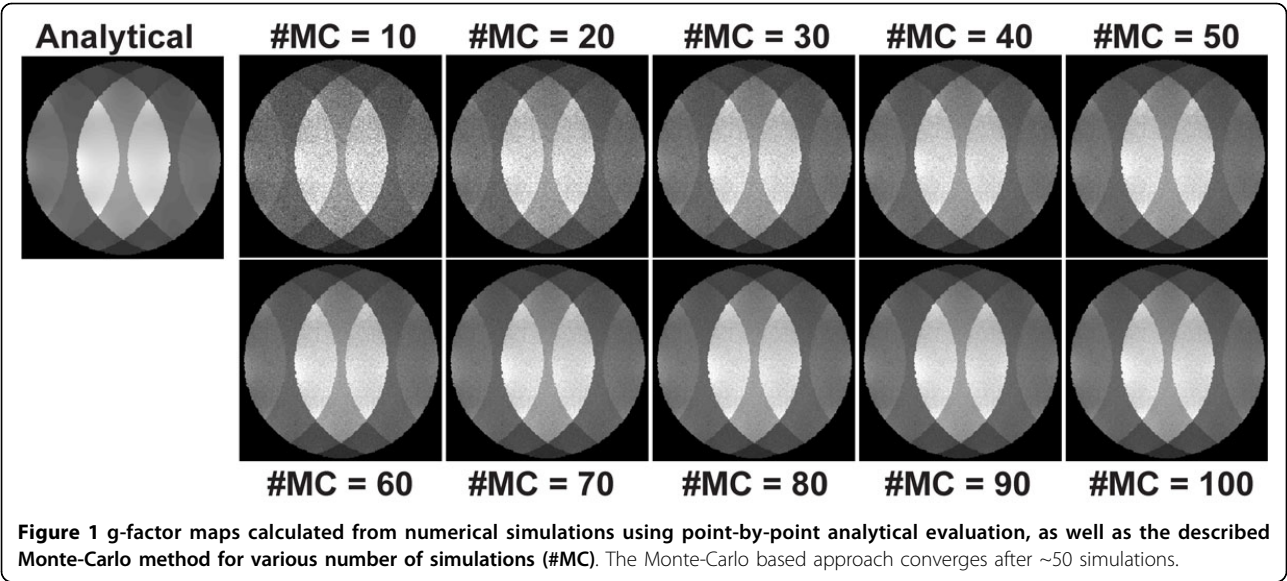 Analytical
#MC = 10
#MC = 20
#MC = 30
#MC = 40
#MC = 50
#MC = 60
#MC = 70
#MC = 80
#MC = 90
#MC = 100
Figure 1 g-factor maps calculated from numerical simulations using point-by-point analytical evaluation, as well as the described
Monte-Carlo method for various number of simulations (#MC). The Monte-Carlo based approach converges after ~50 simulations.